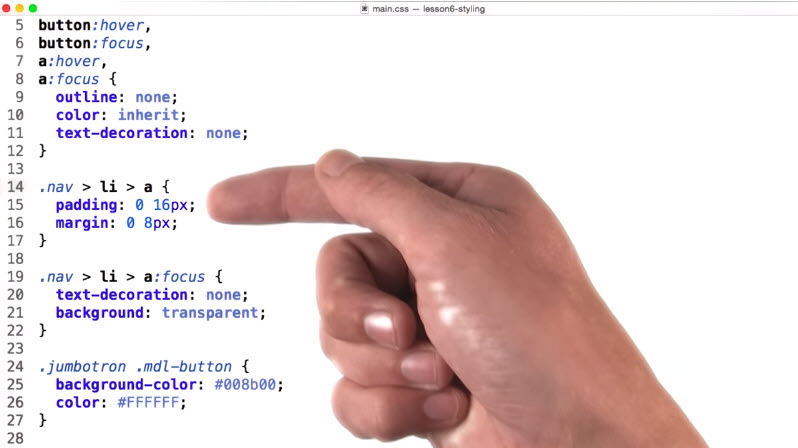 main.css — lesson6-styling
5 button:hover,
6 button:focus,
7 a:hover,
8 a:focus {
9 outline: none;
10 color: inherit;
11 text-decoration: none;
12 }
13
14 .nav > li > a {
15 padding: 0 16px;
16 margin: 0 8px;
17 }
18
19 .nav > li > a:focus {
20 text-decoration: none;
21 background: transparent;
22 }
23
24 .jumbotron .mdl-button {
25 background-color: #008b00;
26 color: #FFFFFF;
27 }
28